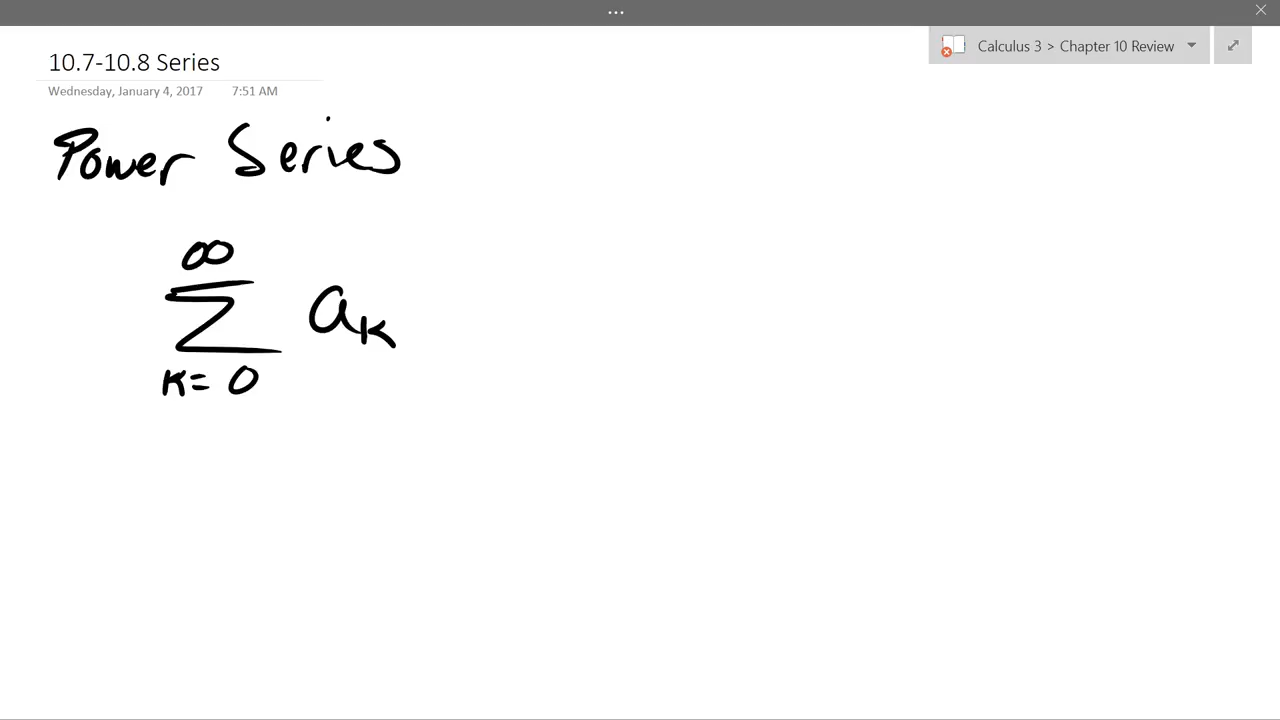 ...
Calculus 3 > Chapter 10 Review
10.7-10.8 Series
Wednesday, January 4, 2017 7:51 AM
Power Series
∞
Σ a_k
k = 0